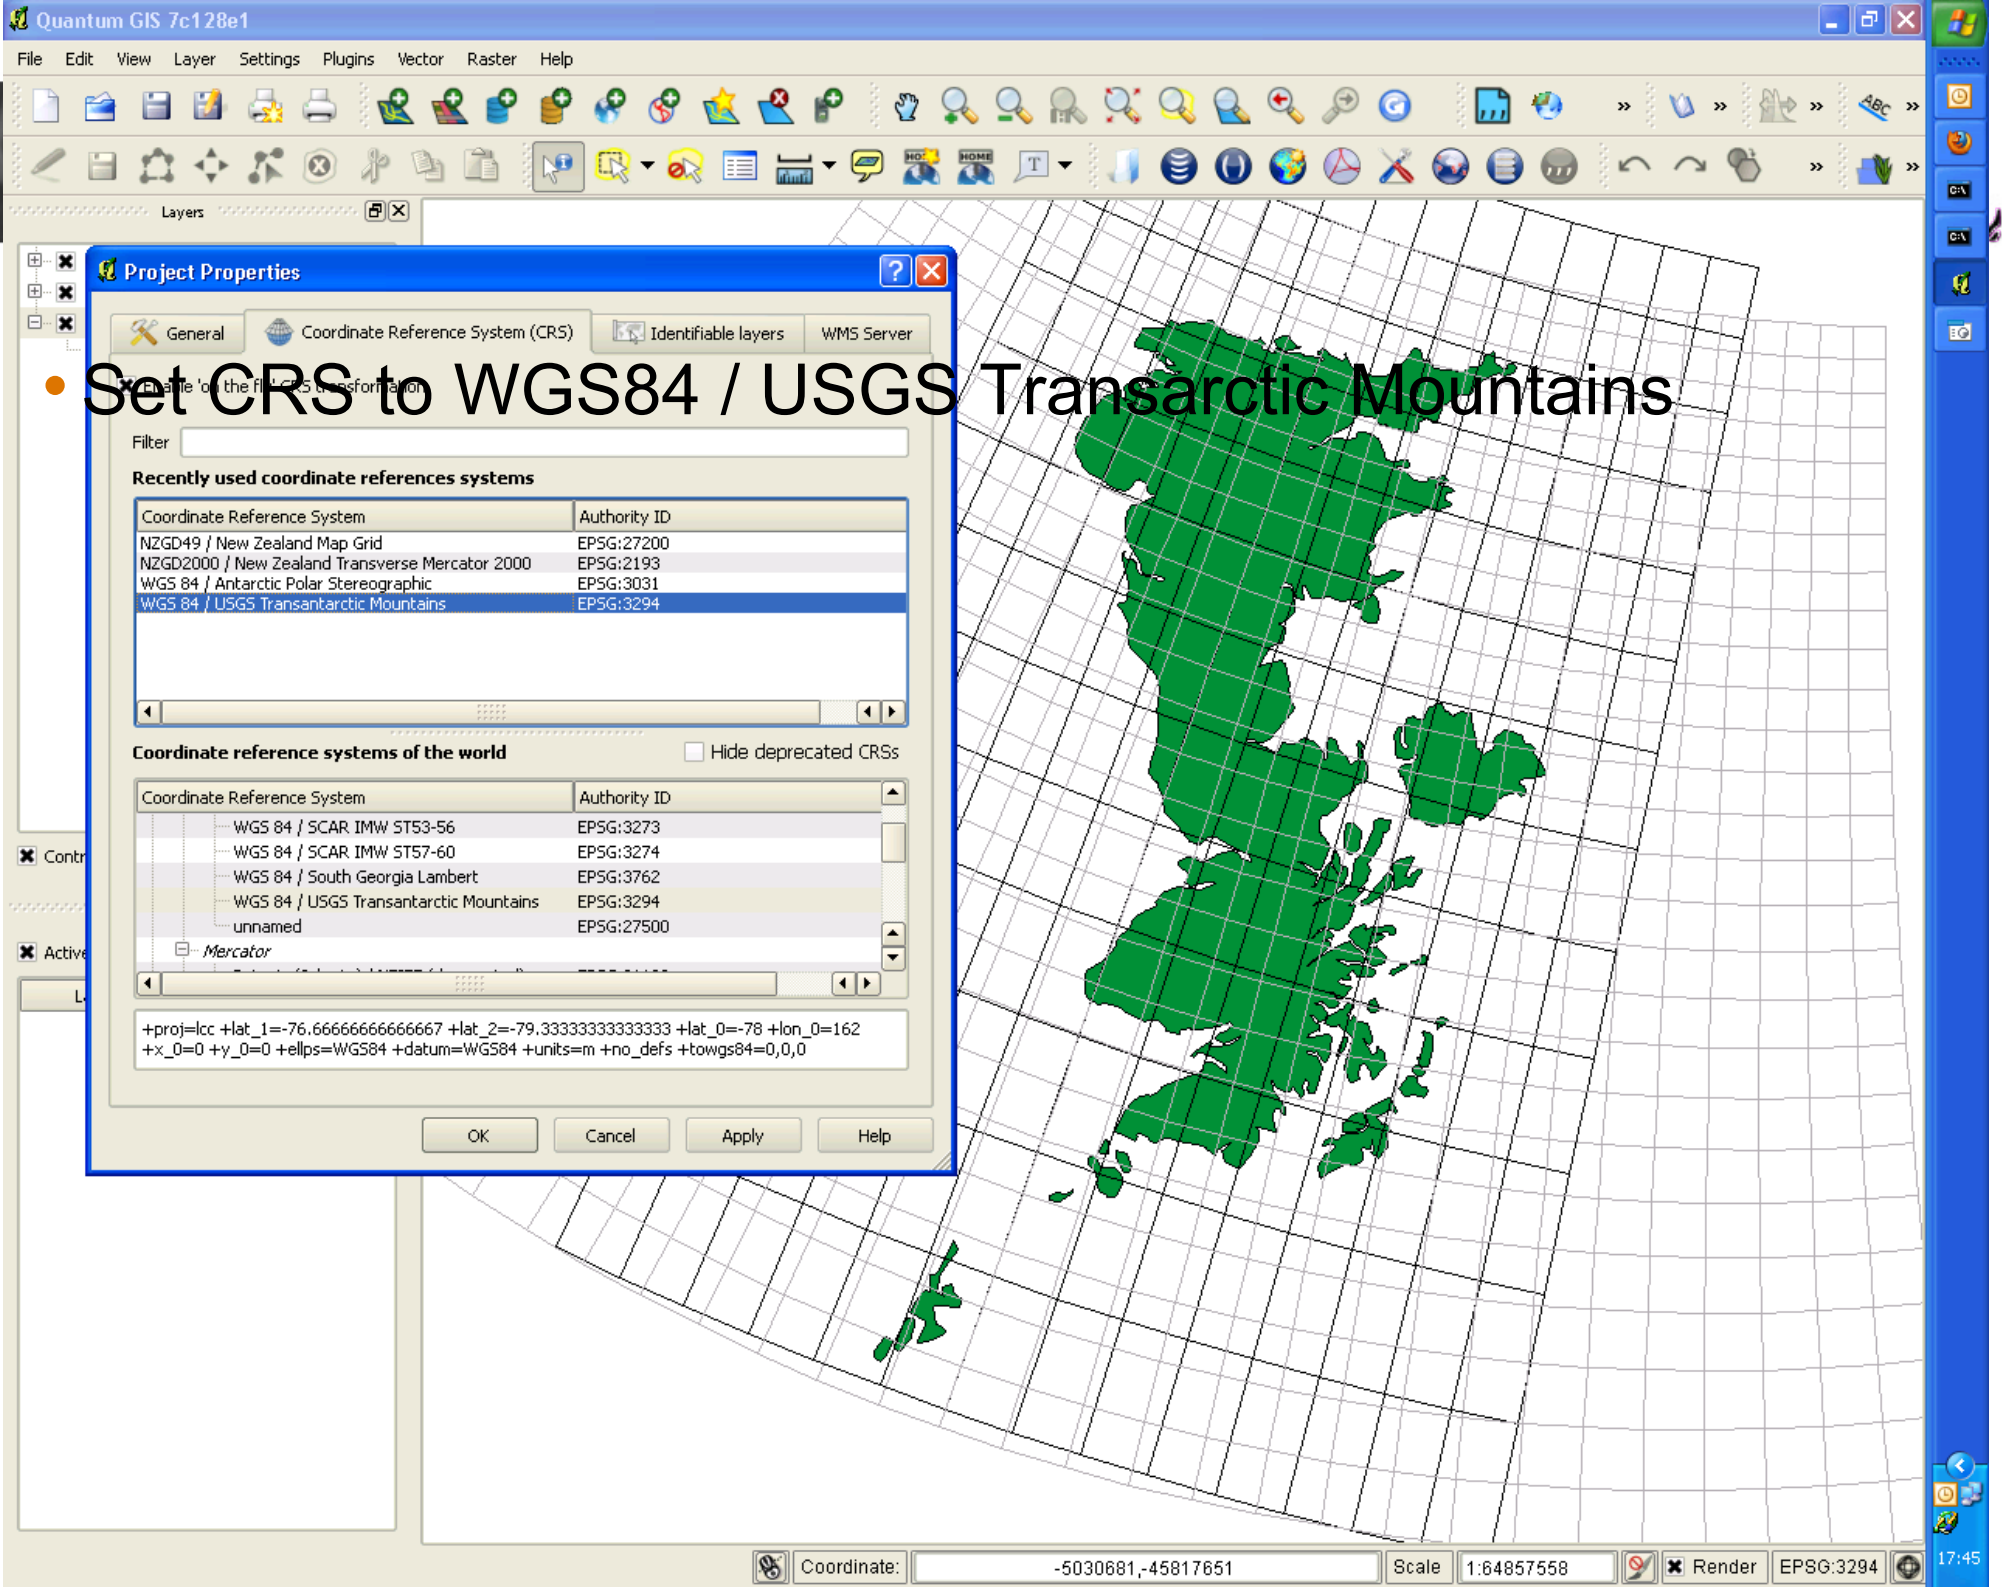 Quantum GIS 7c128e1
File Edit View Layer Settings Plugins Vector Raster Help
ABC
HOME
T
Layers
Project Properties
General Coordinate Reference System (CRS) Identifiable layers WMS Server
Enable 'on the fly' CRS transformation
• Set CRS to WGS84 / USGS Transarctic Mountains
Filter
Recently used coordinate references systems
Coordinate Reference System Authority ID
NZGD49 / New Zealand Map Grid EPSG:27200
NZGD2000 / New Zealand Transverse Mercator 2000 EPSG:2193
WGS 84 / Antarctic Polar Stereographic EPSG:3031
WGS 84 / USGS Transantarctic Mountains EPSG:3294
Coordinate reference systems of the world Hide deprecated CRSs
Coordinate Reference System Authority ID
WGS 84 / SCAR IMW ST53-56 EPSG:3273
WGS 84 / SCAR IMW ST57-60 EPSG:3274
WGS 84 / South Georgia Lambert EPSG:3762
WGS 84 / USGS Transantarctic Mountains EPSG:3294
unnamed EPSG:27500
Mercator
Contr
Active
L
+proj=lcc +lat_1=-76.66666666666667 +lat_2=-79.33333333333333 +lat_0=-78 +lon_0=162
+x_0=0 +y_0=0 +ellps=WGS84 +datum=WGS84 +units=m +no_defs +towgs84=0,0,0
OK Cancel Apply Help
Coordinate: -5030681,-45817651 Scale 1:64857558 Render EPSG:3294
17:45